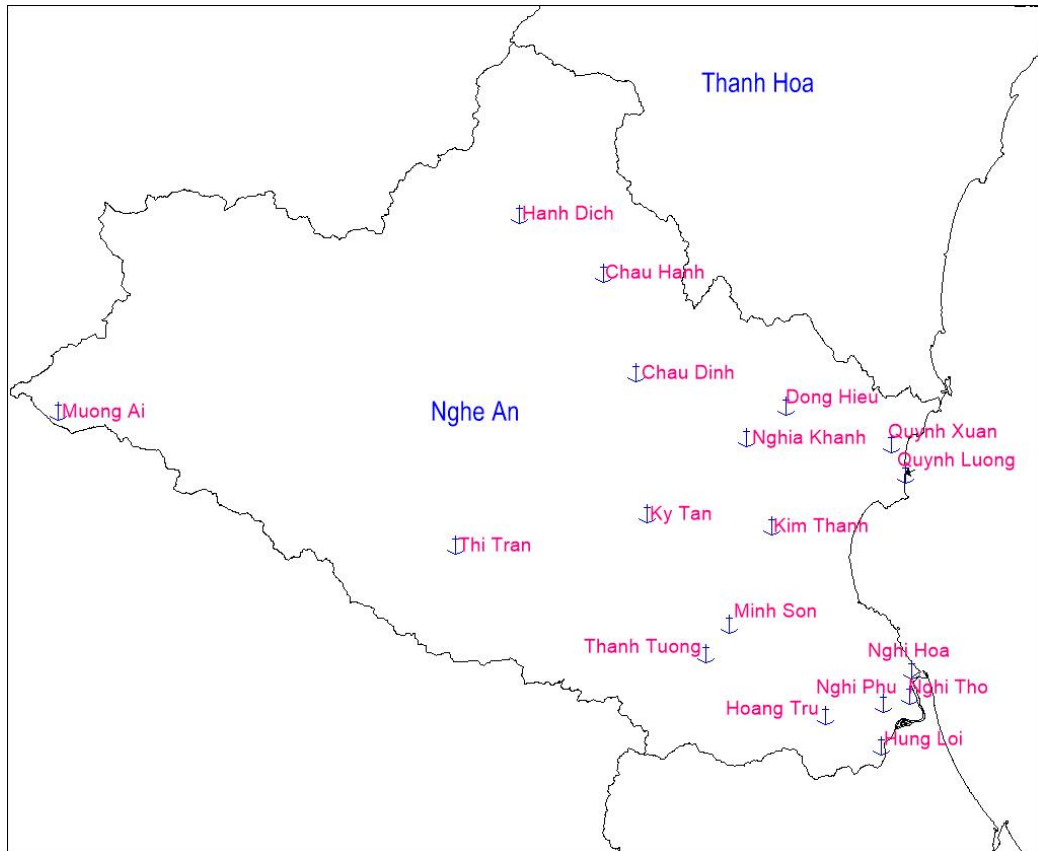 Thanh Hoa
Hanh Dich
Chau Hanh
Chau Dinh
Dong Hieu
Muong Ai
Nghe An
Nghia Khanh
Quynh Xuan
Quynh Luong
Ky Tan
Kim Thanh
Thi Tran
Minh Son
Thanh Tuong
Nghi Hoa
Nghi Phu
Nghi Tho
Hoang Tru
Hung Loi